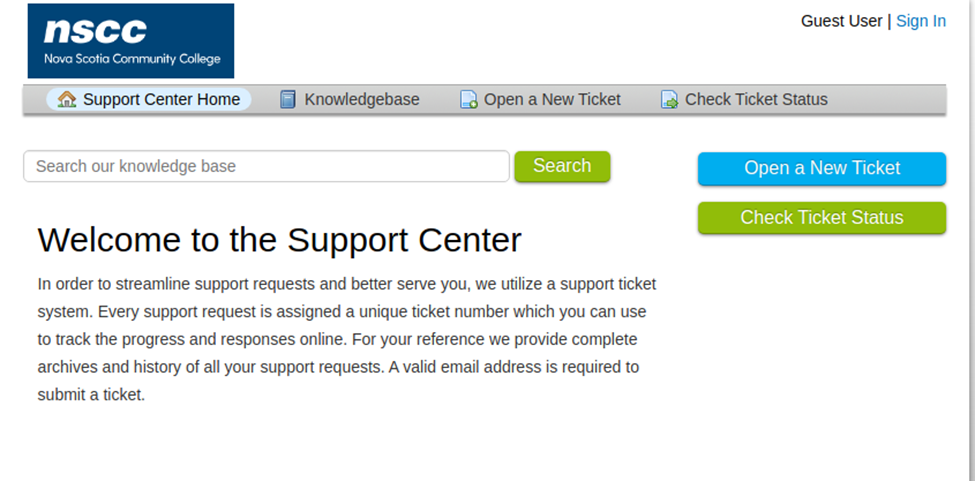 nscc
Nova Scotia Community College
Guest User | Sign In
Support Center Home
Knowledgebase
Open a New Ticket
Check Ticket Status
Search our knowledge base
Search
Open a New Ticket
Check Ticket Status
Welcome to the Support Center
In order to streamline support requests and better serve you, we utilize a support ticket
system. Every support request is assigned a unique ticket number which you can use
to track the progress and responses online. For your reference we provide complete
archives and history of all your support requests. A valid email address is required to
submit a ticket.